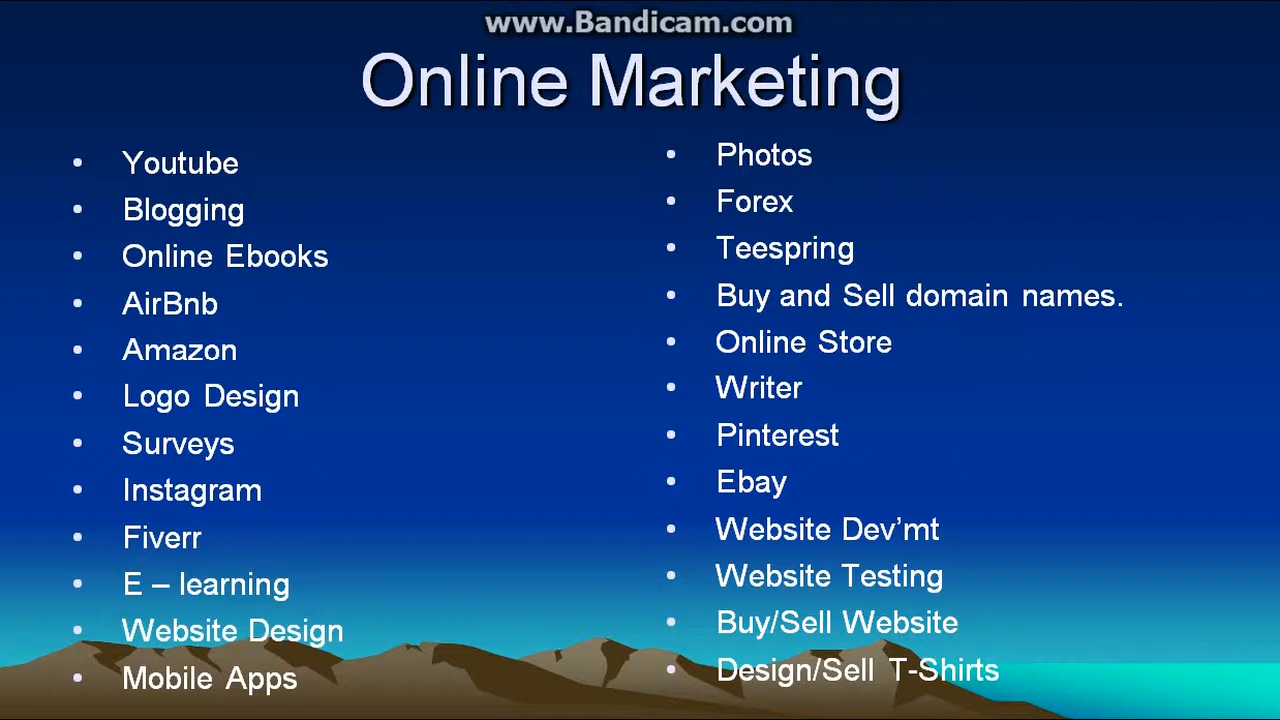 www.Bandicam.com
Online Marketing
• Youtube
• Blogging
• Online Ebooks
• AirBnb
• Amazon
• Logo Design
• Surveys
• Instagram
• Fiverr
• E – learning
• Website Design
• Mobile Apps
• Photos
• Forex
• Teespring
• Buy and Sell domain names.
• Online Store
• Writer
• Pinterest
• Ebay
• Website Dev’mt
• Website Testing
• Buy/Sell Website
• Design/Sell T-Shirts